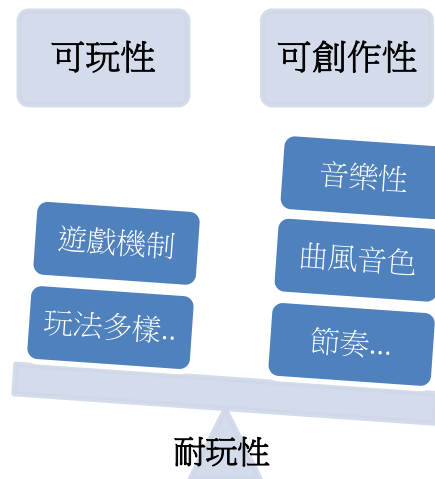 可玩性
可創作性
音樂性
遊戲機制
曲風音色
玩法多樣..
節奏...
耐玩性